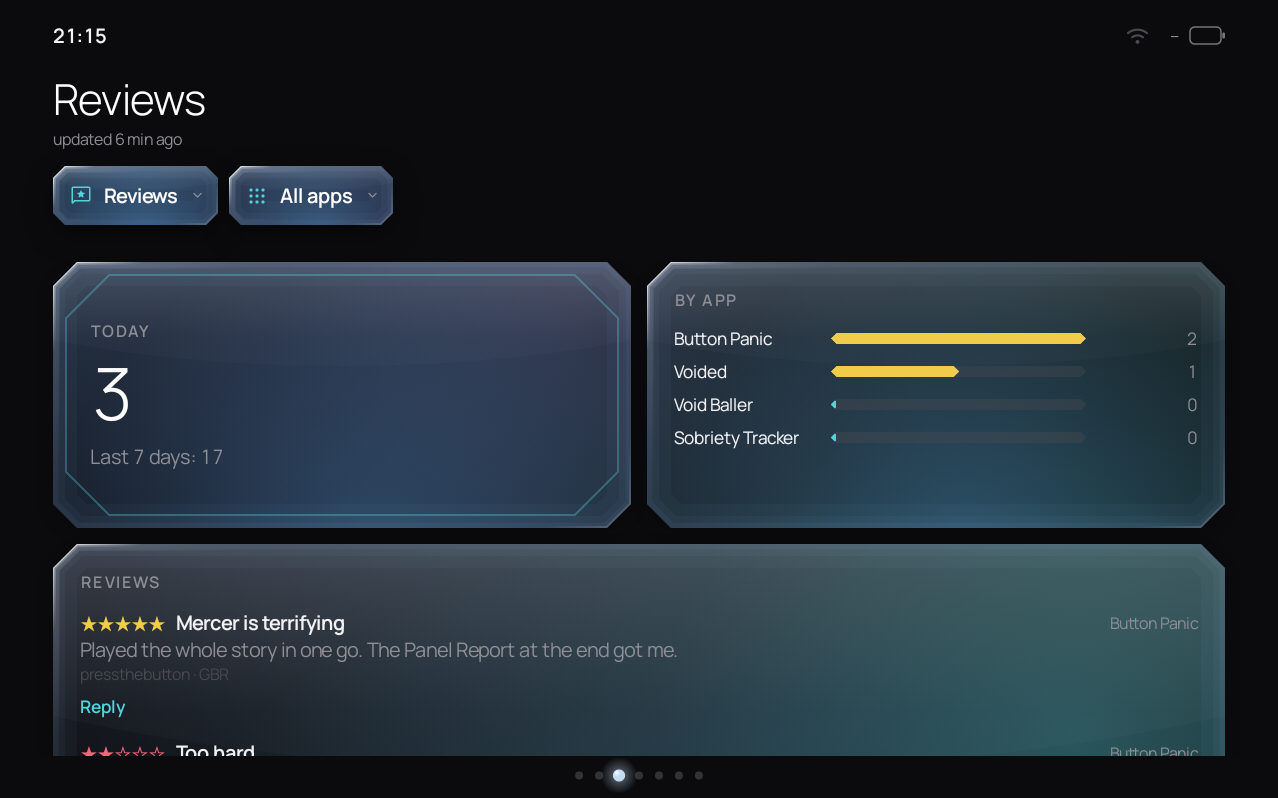 21:15
–
Reviews
updated 6 min ago
Reviews
All apps
TODAY
3
Last 7 days: 17
BY APP
Button Panic 2
Voided 1
Void Baller 0
Sobriety Tracker 0
REVIEWS
★★★★★ Mercer is terrifying Button Panic
Played the whole story in one go. The Panel Report at the end got me.
pressthebutton · GBR
Reply
★★☆☆☆ Too hard Button Panic